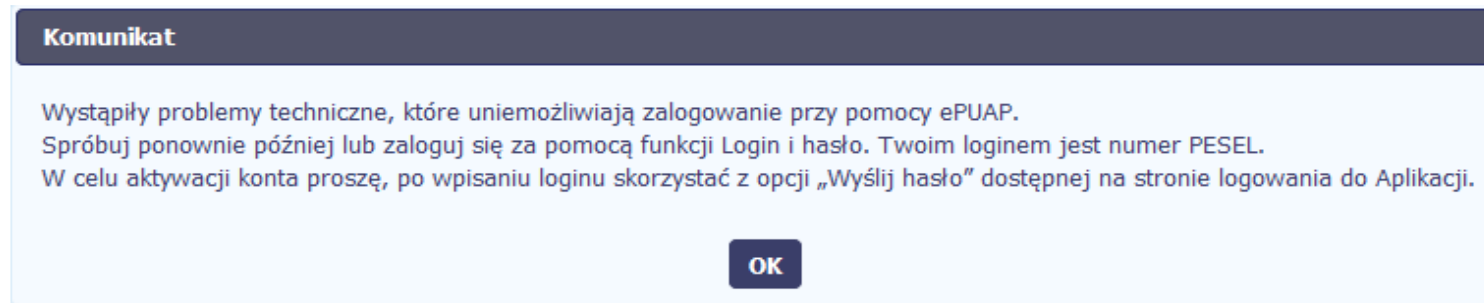 Komunikat
Wystąpiły problemy techniczne, które uniemożliwiają zalogowanie przy pomocy ePUAP.
Spróbuj ponownie później lub zaloguj się za pomocą funkcji Login i hasło. Twoim loginem jest numer PESEL.
W celu aktywacji konta proszę, po wpisaniu loginu skorzystać z opcji „Wyślij hasło” dostępnej na stronie logowania do Aplikacji.
OK